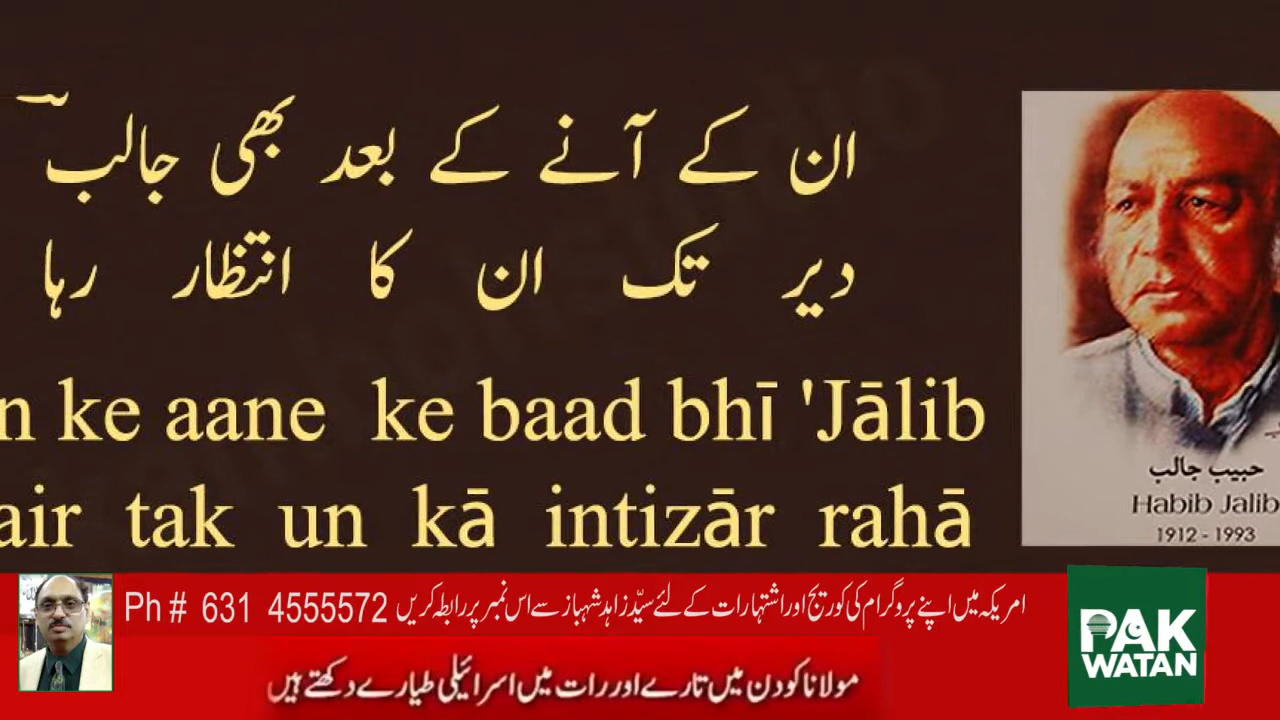 ان کے آنے کے بعد بھی جالبؔ
دیر تک ان کا انتظار رہا
n ke aane ke baad bhī 'Jālib
air tak un kā intizār rahā
حبیب جالب
Habib Jalib
1912 - 1993
Ph # 631 4555572 امریکہ میں اپنے پروگرام کی کوریج اور اشتہارات کے لئے سیّد زاہد شہباز سے اس نمبر پر رابطہ کریں
مولانا کو دن میں تارے اور رات میں اسرائیلی طیارے دکھتے ہیں
PAK
WATAN